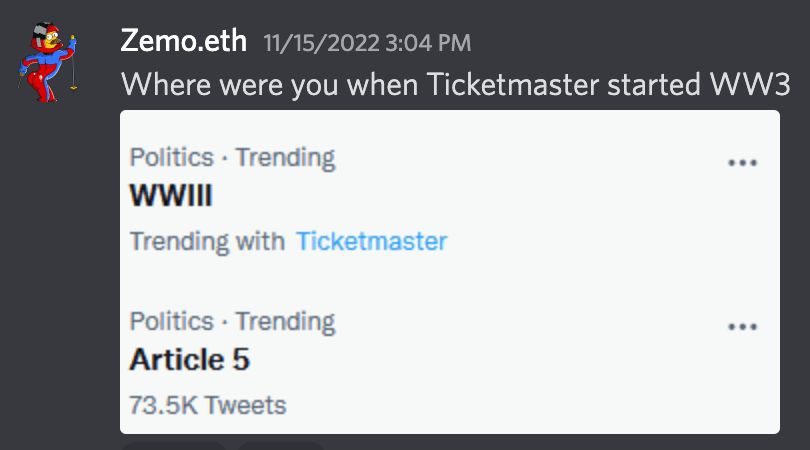 Zemo.eth 11/15/2022 3:04 PM
Where were you when Ticketmaster started WW3
Politics · Trending
WWIII
Trending with Ticketmaster
Politics · Trending
Article 5
73.5K Tweets